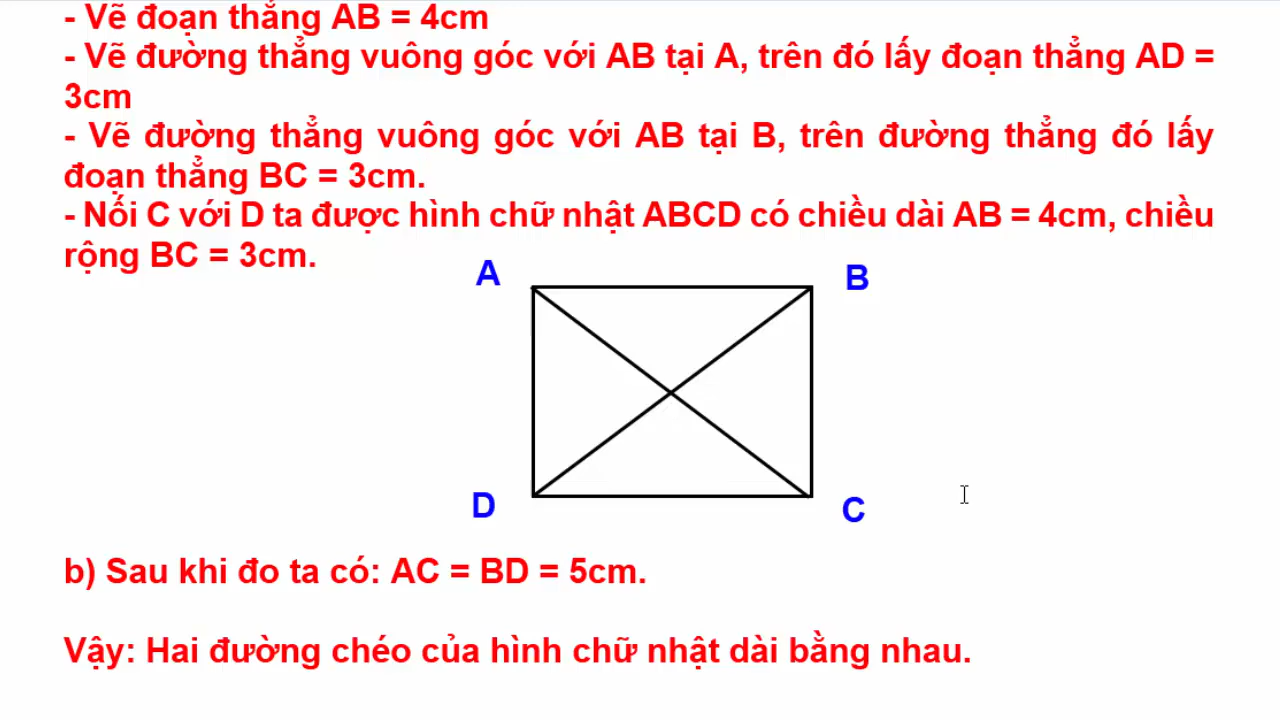 - Vẽ đoạn thẳng AB = 4cm
- Vẽ đường thẳng vuông góc với AB tại A, trên đó lấy đoạn thẳng AD =
3cm
- Vẽ đường thẳng vuông góc với AB tại B, trên đường thẳng đó lấy
đoạn thẳng BC = 3cm.
- Nối C với D ta được hình chữ nhật ABCD có chiều dài AB = 4cm, chiều
rộng BC = 3cm.
A
B
D
C
b) Sau khi đo ta có: AC = BD = 5cm.
Vậy: Hai đường chéo của hình chữ nhật dài bằng nhau.